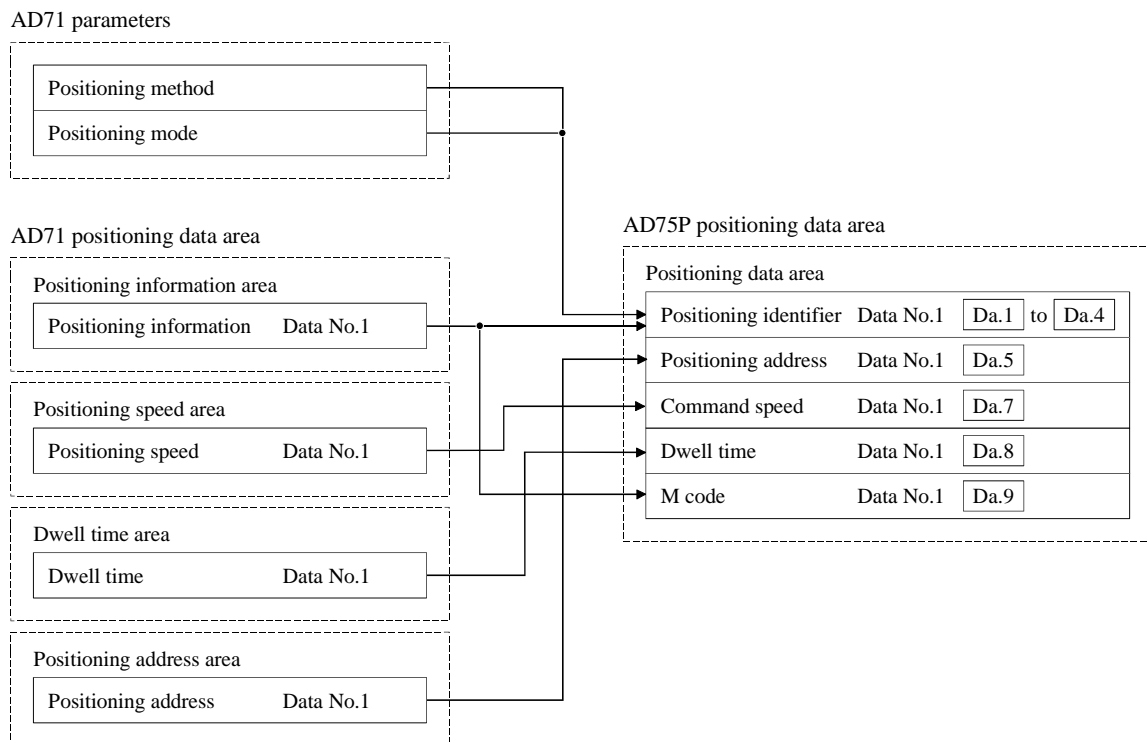 AD71 parameters
Positioning method
Positioning mode
AD71 positioning data area
Positioning information area
Positioning information Data No.1
Positioning speed area
Positioning speed Data No.1
Dwell time area
Dwell time Data No.1
Positioning address area
Positioning address Data No.1
AD75P positioning data area
Positioning data area
Positioning identifier Data No.1 Da.1 to Da.4
Positioning address Data No.1 Da.5
Command speed Data No.1 Da.7
Dwell time Data No.1 Da.8
M code Data No.1 Da.9